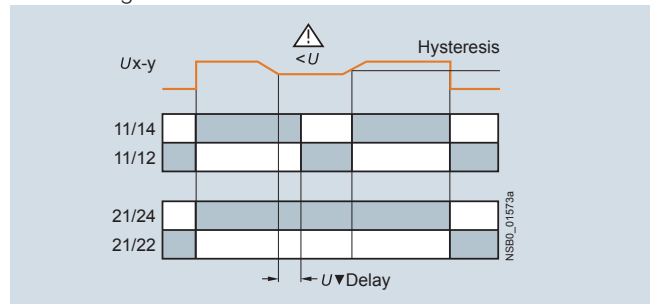 Ux-y
<U
Hysteresis
11/14
11/12
21/24
21/22
U▼Delay
NSB0_01573a